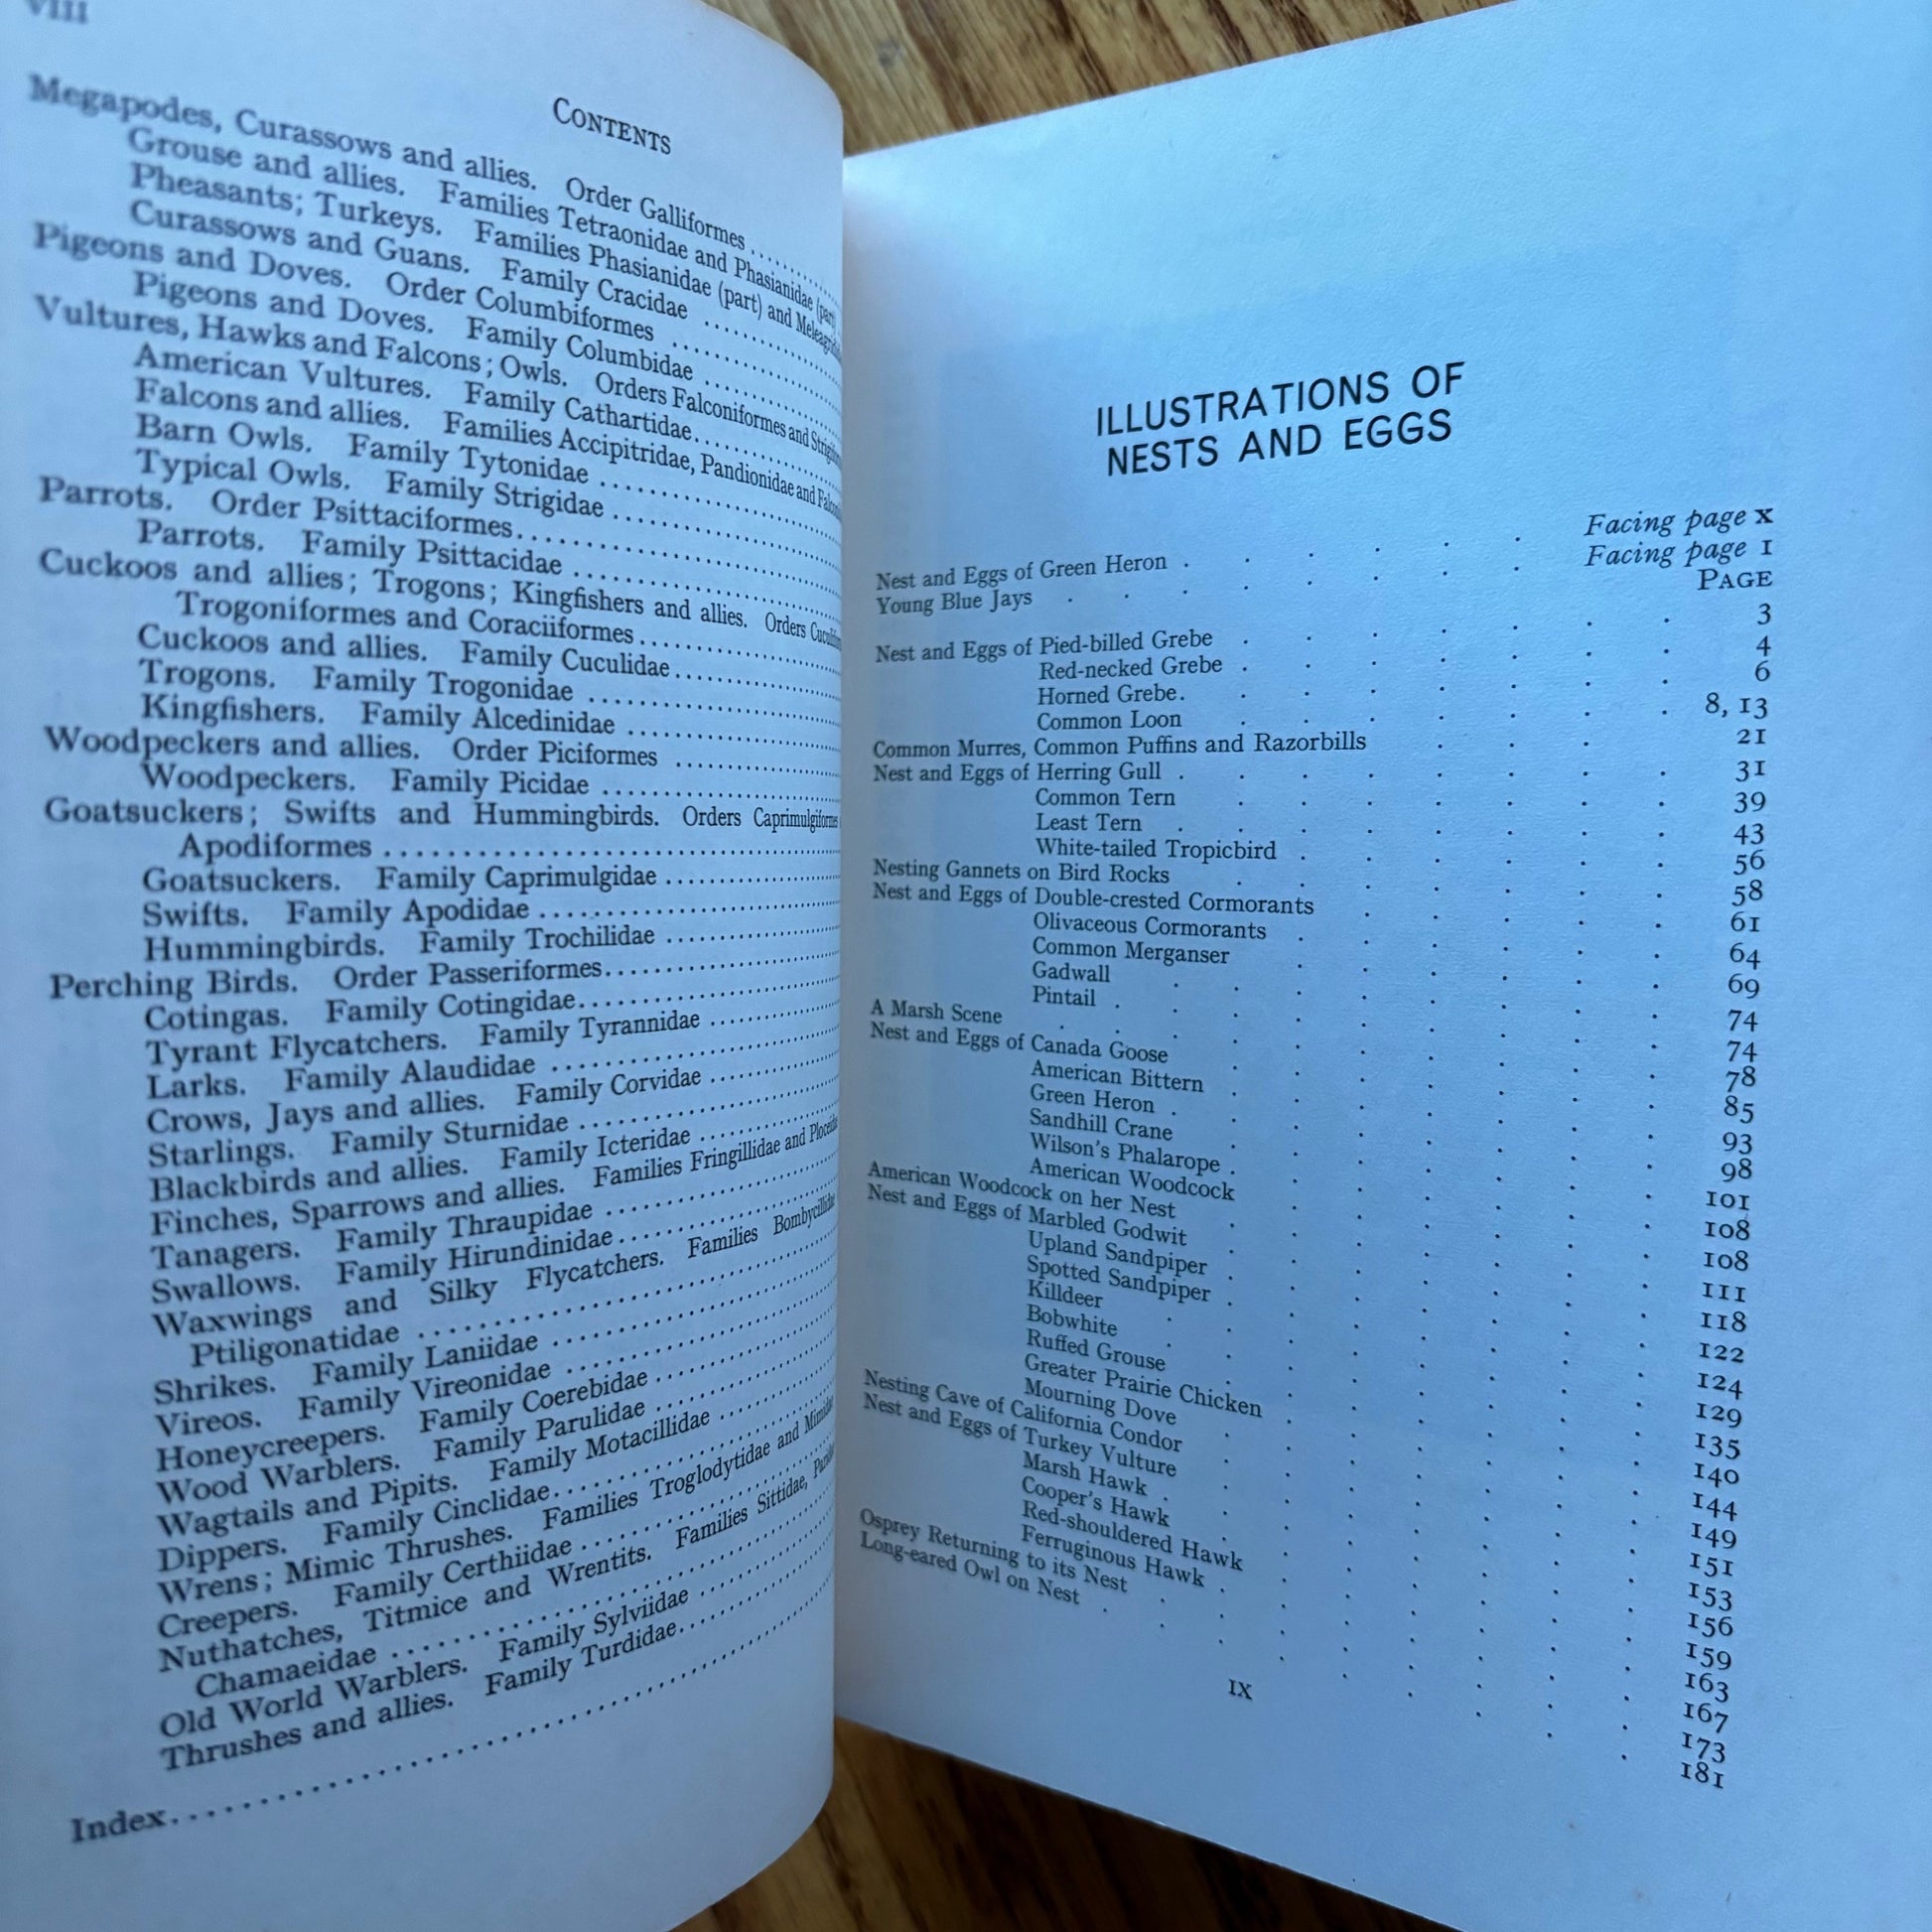 VIII
CONTENTS
Megapodes, Curassows and allies. Order Galliformes
Grouse and allies. Families Tetraonidae and Phasianidae (part)
Pheasants; Turkeys. Families Phasianidae (part) and
Curassows and Guans. Family Cracidae
Pigeons and Doves. Order Columbiformes
Pigeons and Doves. Family Columbidae
Vultures, Hawks and Falcons; Owls. Orders Falconiformes and
American Vultures. Family Cathartidae
Falcons and allies. Families Accipitridae, Pandionidae and
Barn Owls. Family Tytonidae
Typical Owls. Family Strigidae
Parrots. Order Psittaciformes
Parrots. Family Psittacidae
Cuckoos and allies; Trogons; Kingfishers and allies. Orders
Trogoniformes and Coraciiformes
Cuckoos and allies. Family Cuculidae
Trogons. Family Trogonidae
Kingfishers. Family Alcedinidae
Woodpeckers and allies. Order Piciformes
Woodpeckers. Family Picidae
Goatsuckers; Swifts and Hummingbirds. Orders Caprimulgiformes
Apodiformes
Goatsuckers. Family Caprimulgidae
Swifts. Family Apodidae
Hummingbirds. Family Trochilidae
Perching Birds. Order Passeriformes
Cotingas. Family Cotingidae
Tyrant Flycatchers. Family Tyrannidae
Larks. Family Alaudidae
Crows, Jays and allies. Family Corvidae
Starlings. Family Sturnidae
Blackbirds and allies. Family Icteridae
Finches, Sparrows and allies. Families Fringillidae and
Tanagers. Family Thraupidae
Swallows. Family Hirundinidae
Waxwings and Silky Flycatchers. Families Bombycillidae
Ptiligonatidae
Shrikes. Family Laniidae
Vireos. Family Vireonidae
Honeycreepers. Family Coerebidae
Wood Warblers. Family Parulidae
Wagtails and Pipits. Family Motacillidae
Dippers. Family Cinclidae
Wrens; Mimic Thrushes. Families Troglodytidae and Mimidae
Creepers. Family Certhiidae
Nuthatches, Titmice and Wrentits. Families Sittidae,
Chamaeidae
Old World Warblers. Family Sylviidae
Thrushes and allies. Family Turdidae
Index
ILLUSTRATIONS OF
NESTS AND EGGS
Nest and Eggs of Green Heron Facing page x
Young Blue Jays Facing page 1
PAGE
Nest and Eggs of Pied-billed Grebe 3
Red-necked Grebe 4
Horned Grebe 6
Common Loon 8, 13
Common Murres, Common Puffins and Razorbills 21
Nest and Eggs of Herring Gull 31
Common Tern 39
Least Tern 43
White-tailed Tropicbird 56
Nesting Gannets on Bird Rocks 58
Nest and Eggs of Double-crested Cormorants 61
Olivaceous Cormorants 64
Common Merganser 69
Gadwall 74
Pintail 74
A Marsh Scene 78
Nest and Eggs of Canada Goose 85
American Bittern 93
Green Heron 98
Sandhill Crane 101
Wilson's Phalarope 108
American Woodcock 108
American Woodcock on her Nest 111
Nest and Eggs of Marbled Godwit 118
Upland Sandpiper 122
Spotted Sandpiper 124
Killdeer 129
Bobwhite 135
Ruffed Grouse 140
Greater Prairie Chicken 144
Mourning Dove 149
Nesting Cave of California Condor 151
Nest and Eggs of Turkey Vulture 153
Marsh Hawk 156
Cooper's Hawk 159
Red-shouldered Hawk 163
Ferruginous Hawk 167
Osprey Returning to its Nest 173
Long-eared Owl on Nest 181
IX